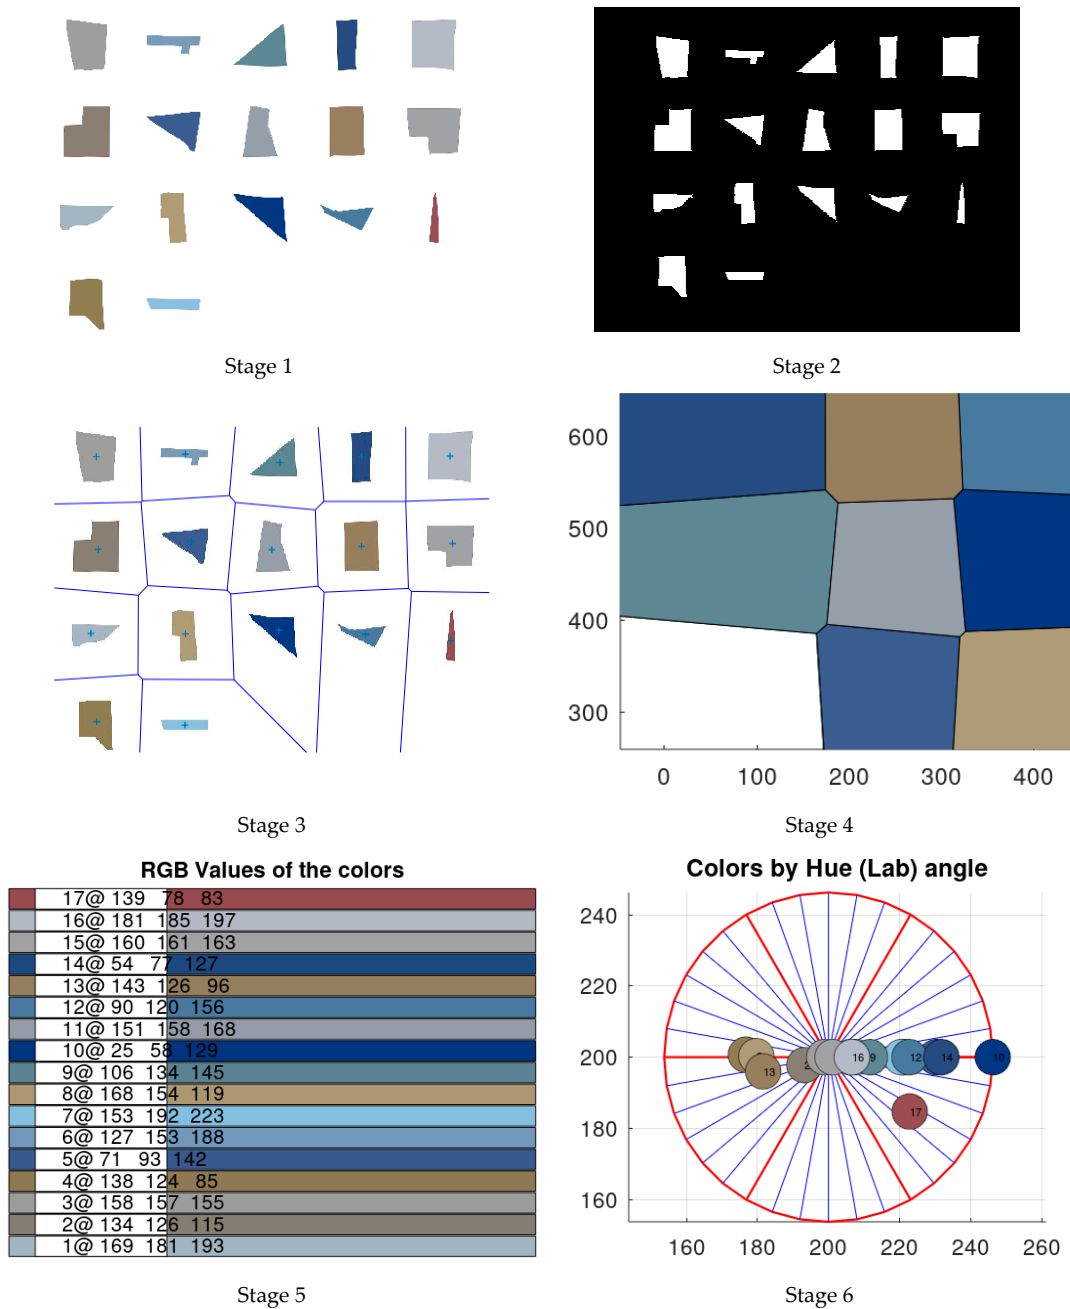 Stage 1
Stage 2
600
500
400
300
0 100 200 300 400
Stage 3
Stage 4
RGB Values of the colors
17@ 139 78 83
16@ 181 185 197
15@ 160 161 163
14@ 54 77 127
13@ 143 126 96
12@ 90 120 156
11@ 151 158 168
10@ 25 58 129
9@ 106 134 145
8@ 168 154 119
7@ 153 192 223
6@ 127 153 188
5@ 71 93 142
4@ 138 124 85
3@ 158 157 155
2@ 134 126 115
1@ 169 181 193
Stage 5
Colors by Hue (Lab) angle
240
220
200
180
160
13 2 16 9 12 14 10
17
160 180 200 220 240 260
Stage 6